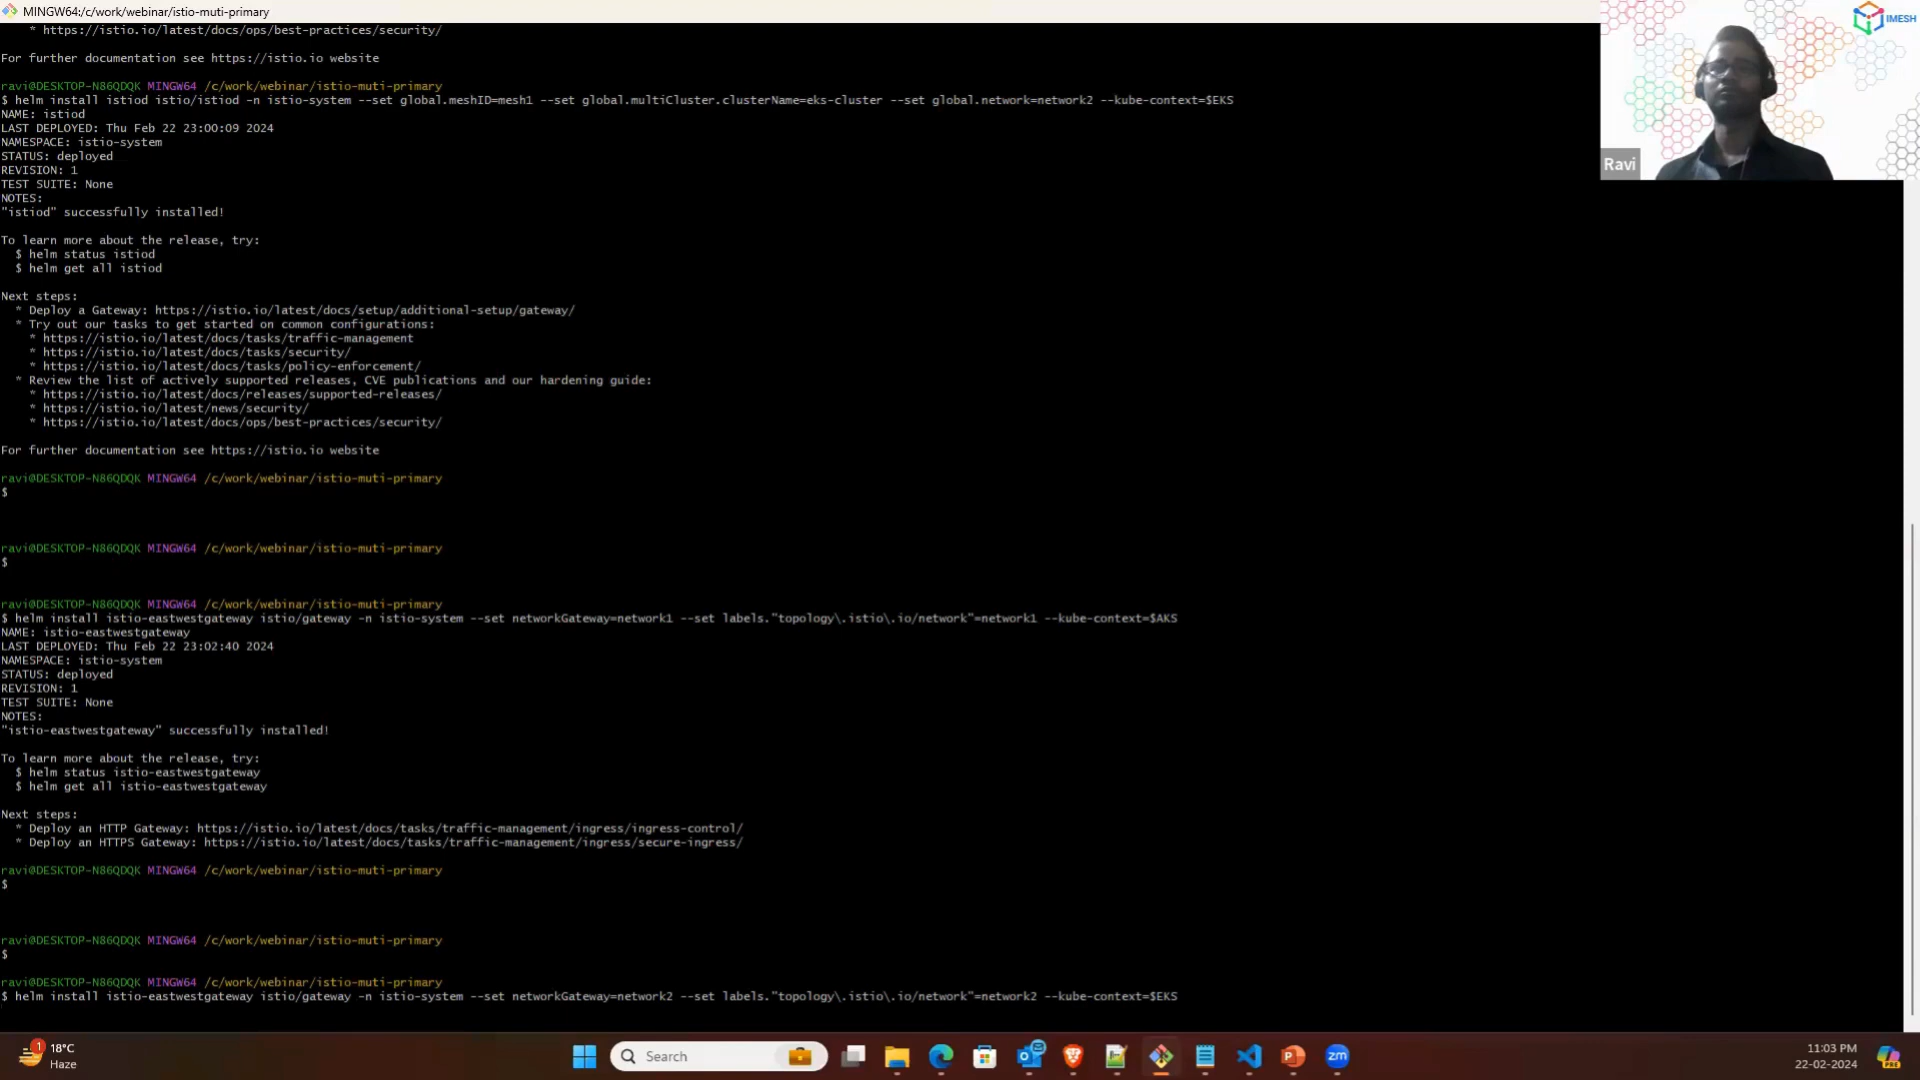 MINGW64:/c/work/webinar/istio-muti-primary
* https://istio.io/latest/docs/ops/best-practices/security/
For further documentation see https://istio.io website
ravi@DESKTOP-N86QDQK MINGW64 /c/work/webinar/istio-muti-primary
$ helm install istiod istio/istiod -n istio-system --set global.meshID=mesh1 --set global.multiCluster.clusterName=eks-cluster --set global.network=network2 --kube-context=$EKS
NAME: istiod
LAST DEPLOYED: Thu Feb 22 23:00:09 2024
NAMESPACE: istio-system
STATUS: deployed
REVISION: 1
TEST SUITE: None
NOTES:
"istiod" successfully installed!
To learn more about the release, try:
$ helm status istiod
$ helm get all istiod
Next steps:
* Deploy a Gateway: https://istio.io/latest/docs/setup/additional-setup/gateway/
* Try out our tasks to get started on common configurations:
* https://istio.io/latest/docs/tasks/traffic-management
* https://istio.io/latest/docs/tasks/security/
* https://istio.io/latest/docs/tasks/policy-enforcement/
* Review the list of actively supported releases, CVE publications and our hardening guide:
* https://istio.io/latest/docs/releases/supported-releases/
* https://istio.io/latest/news/security/
* https://istio.io/latest/docs/ops/best-practices/security/
For further documentation see https://istio.io website
ravi@DESKTOP-N86QDQK MINGW64 /c/work/webinar/istio-muti-primary
$
ravi@DESKTOP-N86QDQK MINGW64 /c/work/webinar/istio-muti-primary
$
ravi@DESKTOP-N86QDQK MINGW64 /c/work/webinar/istio-muti-primary
$ helm install istio-eastwestgateway istio/gateway -n istio-system --set networkGateway=network1 --set labels."topology\.istio\.io/network"=network1 --kube-context=$AKS
NAME: istio-eastwestgateway
LAST DEPLOYED: Thu Feb 22 23:02:40 2024
NAMESPACE: istio-system
STATUS: deployed
REVISION: 1
TEST SUITE: None
NOTES:
"istio-eastwestgateway" successfully installed!
To learn more about the release, try:
$ helm status istio-eastwestgateway
$ helm get all istio-eastwestgateway
Next steps:
* Deploy an HTTP Gateway: https://istio.io/latest/docs/tasks/traffic-management/ingress/ingress-control/
* Deploy an HTTPS Gateway: https://istio.io/latest/docs/tasks/traffic-management/ingress/secure-ingress/
ravi@DESKTOP-N86QDQK MINGW64 /c/work/webinar/istio-muti-primary
$
ravi@DESKTOP-N86QDQK MINGW64 /c/work/webinar/istio-muti-primary
$
ravi@DESKTOP-N86QDQK MINGW64 /c/work/webinar/istio-muti-primary
$ helm install istio-eastwestgateway istio/gateway -n istio-system --set networkGateway=network2 --set labels."topology\.istio\.io/network"=network2 --kube-context=$EKS
IMESH
Ravi
1
18°C
Haze
Search
zm
11:03 PM
22-02-2024
PRE